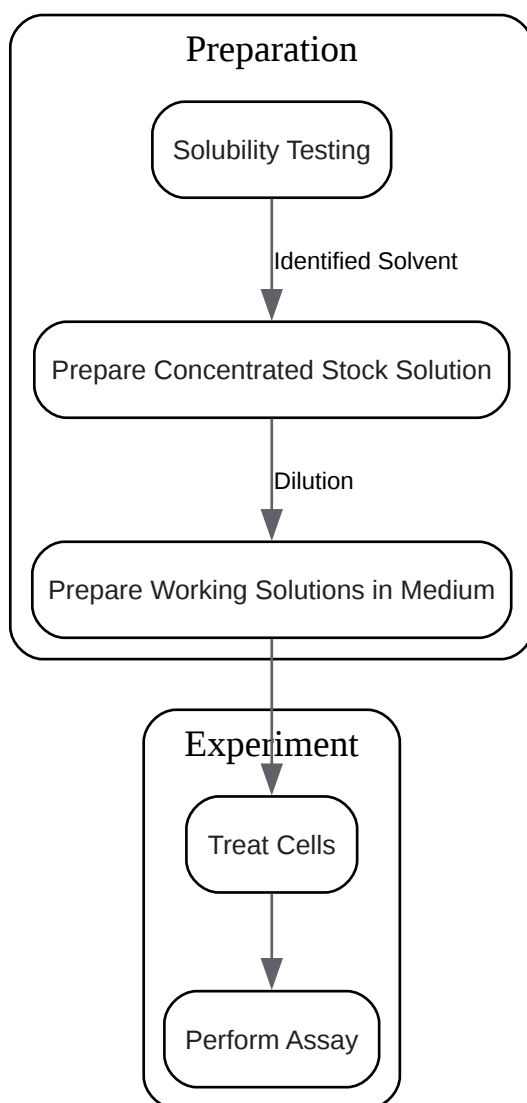 Preparation
Solubility Testing
Identified Solvent
Prepare Concentrated Stock Solution
Dilution
Prepare Working Solutions in Medium
Experiment
Treat Cells
Perform Assay